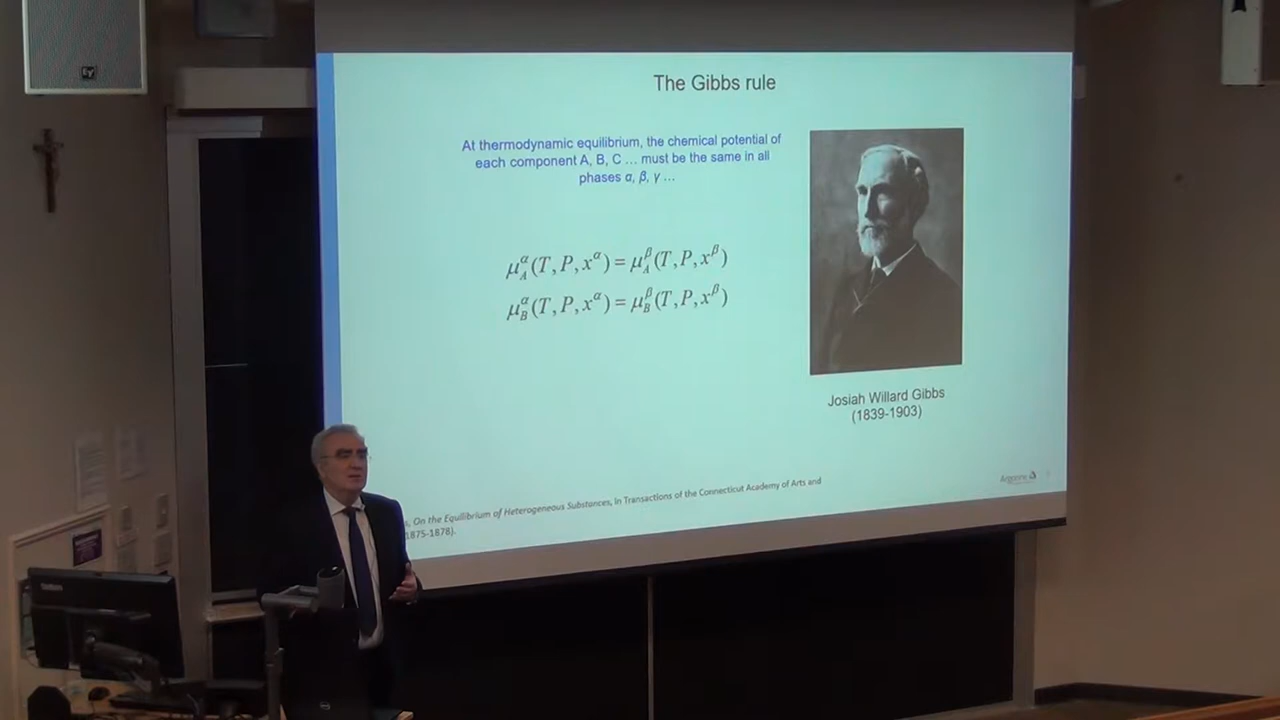 The Gibbs rule
At thermodynamic equilibrium, the chemical potential of
each component A, B, C … must be the same in all
phases α, β, γ …
μ_A^α(T, P, x^α) = μ_A^β(T, P, x^β)
μ_B^α(T, P, x^α) = μ_B^β(T, P, x^β)
Josiah Willard Gibbs
(1839-1903)
s, On the Equilibrium of Heterogeneous Substances, in Transactions of the Connecticut Academy of Arts and
1875-1878).
Argonne